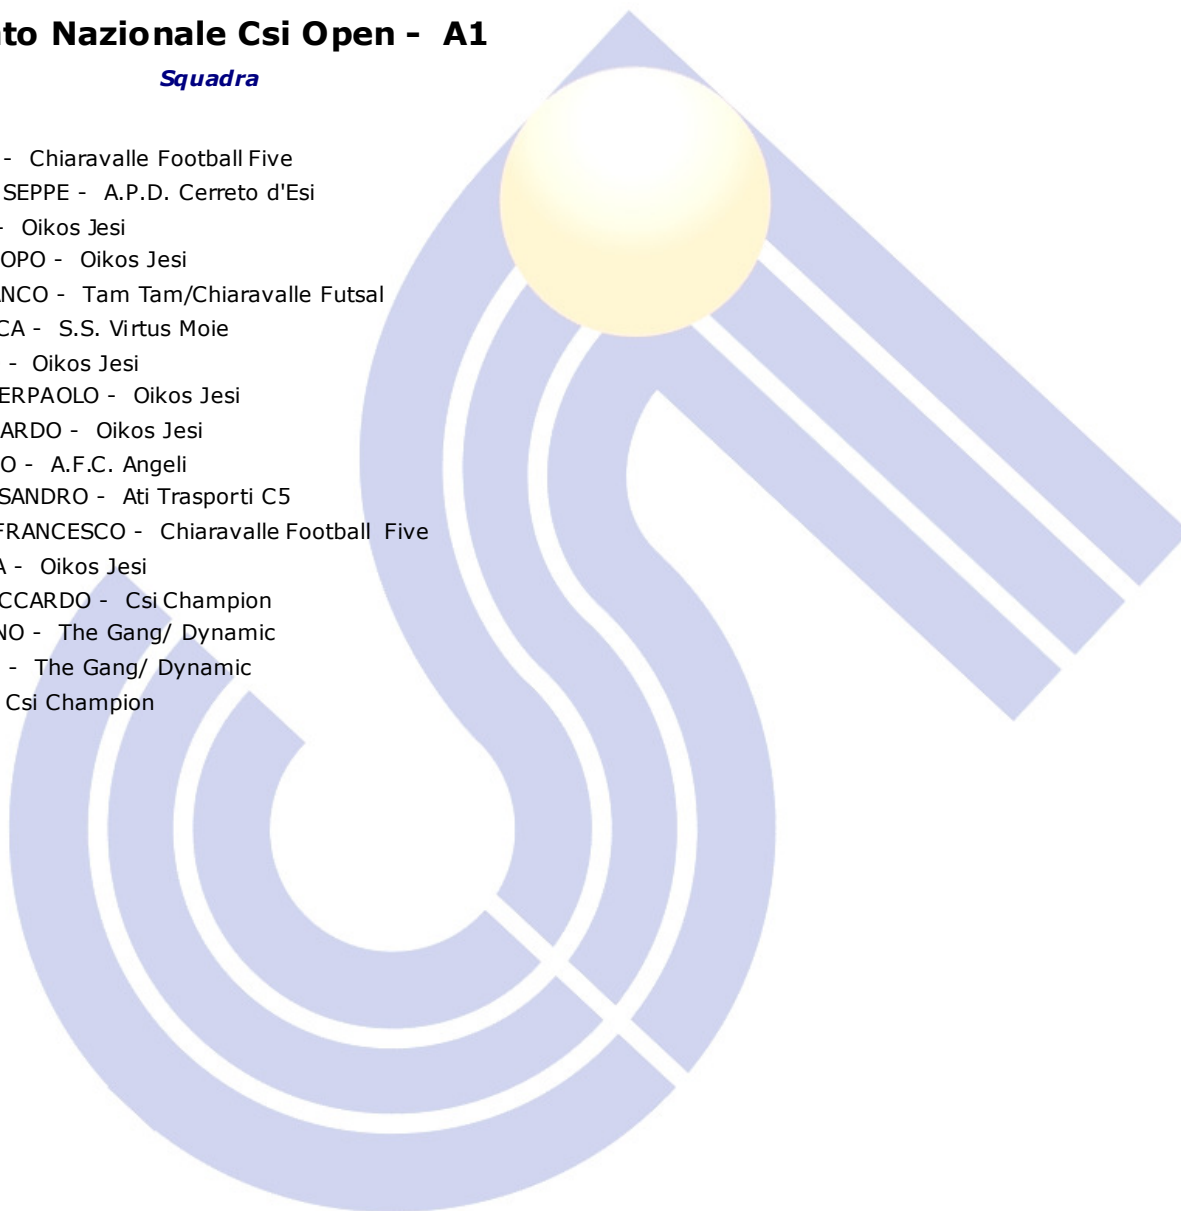 to Nazionale Csi Open - A1
Squadra
- Chiaravalle Football Five
SEPPE - A.P.D. Cerreto d'Esi
- Oikos Jesi
OPO - Oikos Jesi
NCO - Tam Tam/Chiaravalle Futsal
CA - S.S. Virtus Moie
- Oikos Jesi
ERPAOLO - Oikos Jesi
ARDO - Oikos Jesi
O - A.F.C. Angeli
SANDRO - Ati Trasporti C5
FRANCESCO - Chiaravalle Football Five
A - Oikos Jesi
CCARDO - Csi Champion
NO - The Gang/ Dynamic
- The Gang/ Dynamic
Csi Champion